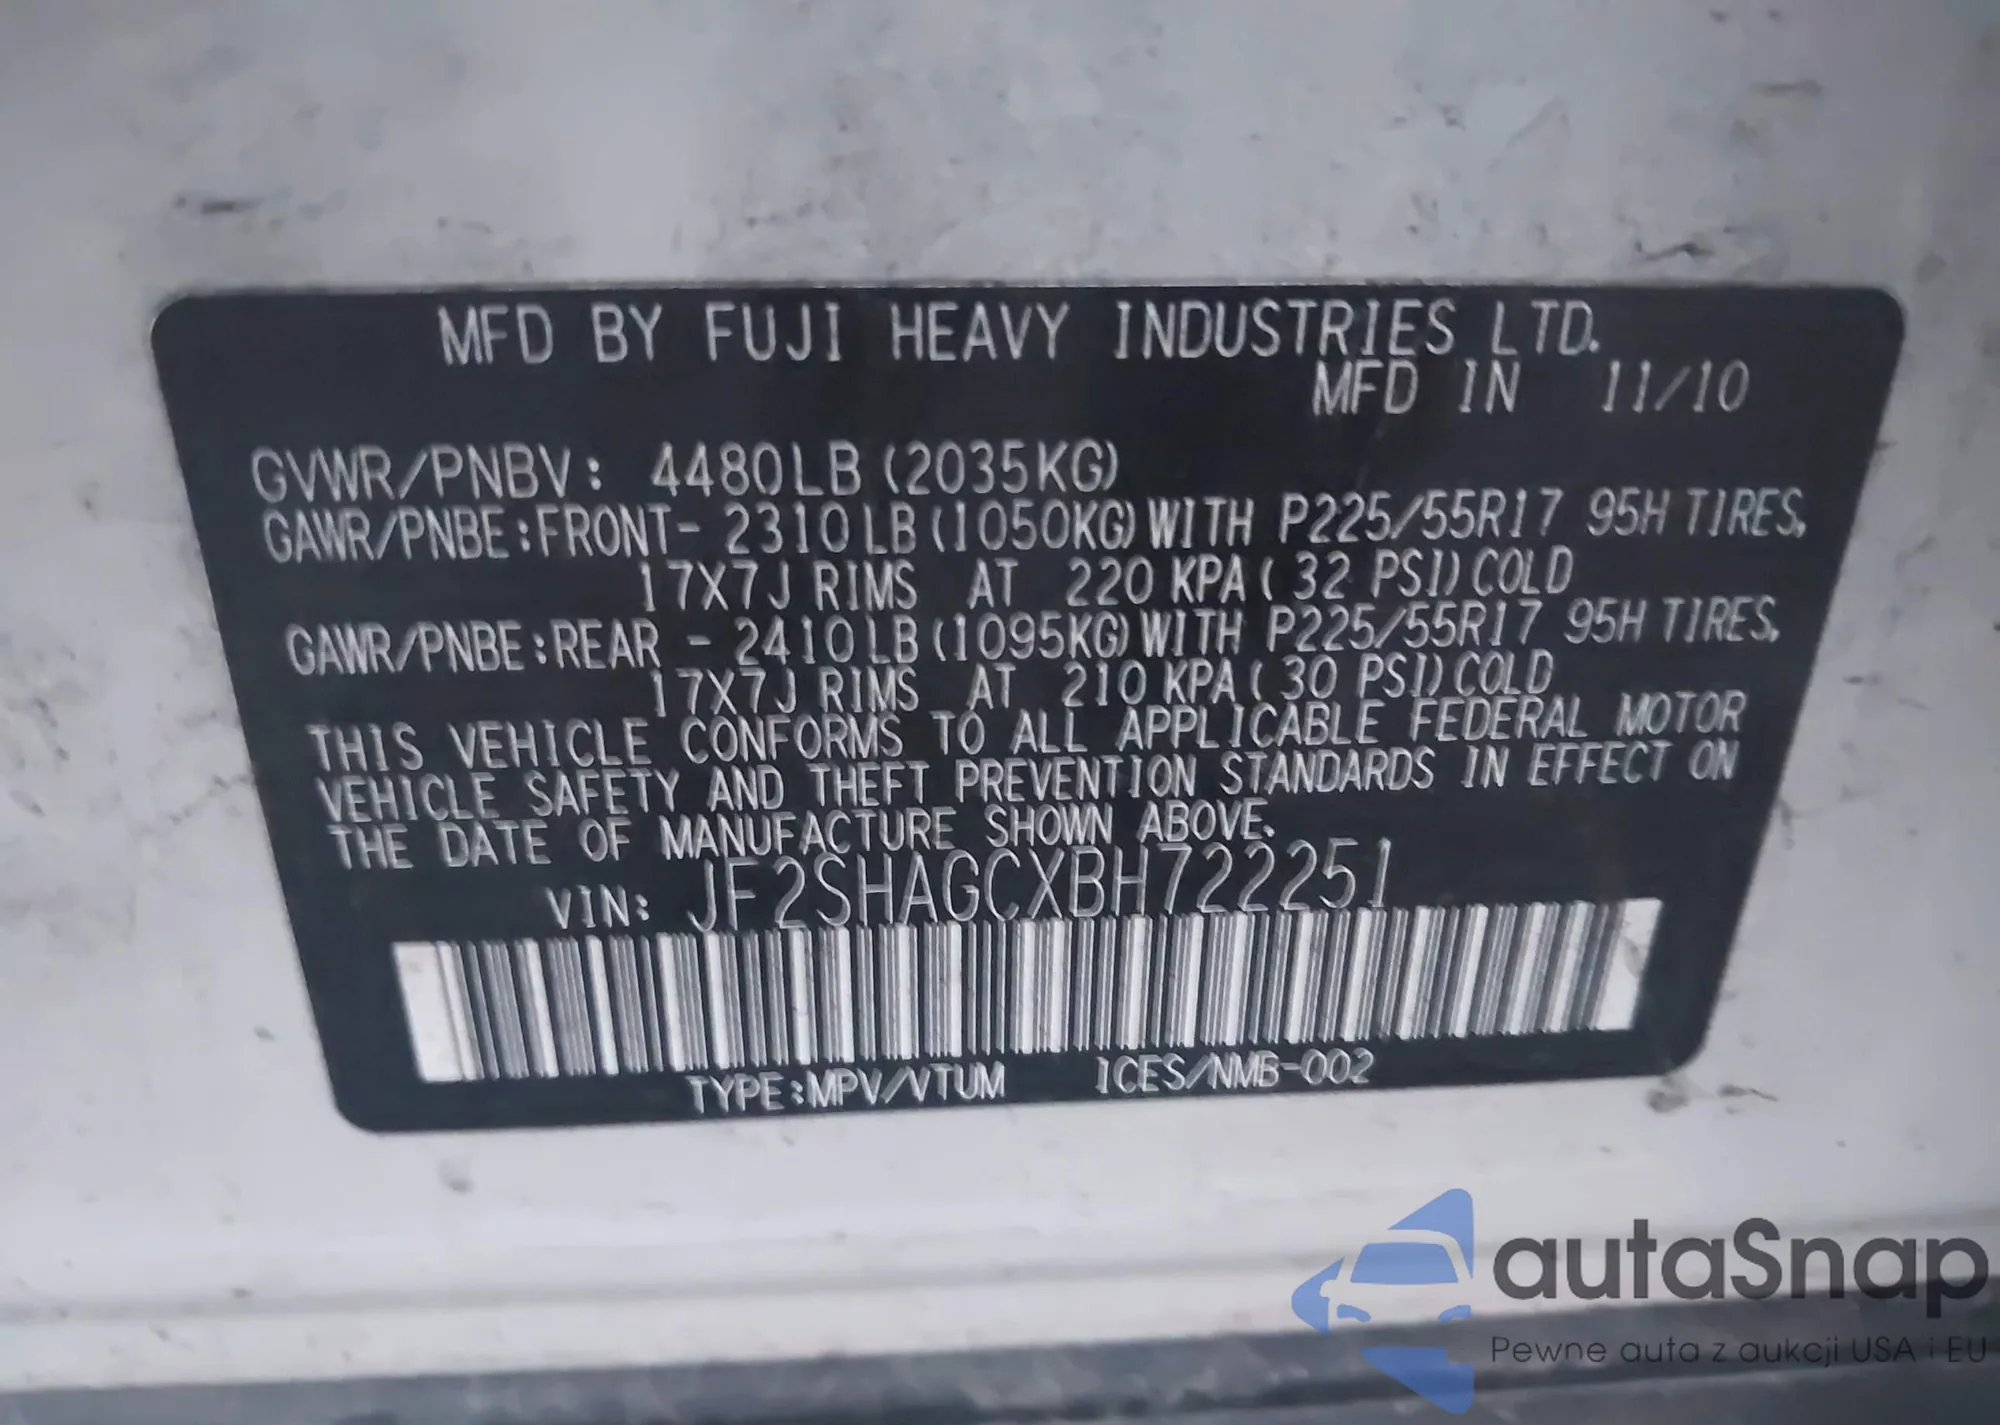 MFD BY FUJI HEAVY INDUSTRIES LTD.
MFD IN 11/10
GVWR/PNBV: 4480LB (2035KG)
GAWR/PNBE:FRONT- 2310LB (1050KG) WITH P225/55R17 95H TIRES,
17X7J RIMS AT 220 KPA ( 32 PSI) COLD
GAWR/PNBE:REAR - 2410LB (1095KG) WITH P225/55R17 95H TIRES,
17X7J RIMS AT 210 KPA ( 30 PSI) COLD
THIS VEHICLE CONFORMS TO ALL APPLICABLE FEDERAL MOTOR
VEHICLE SAFETY AND THEFT PREVENTION STANDARDS IN EFFECT ON
THE DATE OF MANUFACTURE SHOWN ABOVE.
VIN: JF2SHAGCXBH722251
TYPE:MPV/VTUM ICES/NMB-002
autaSnap
Pewne auta z aukcji USA i EU